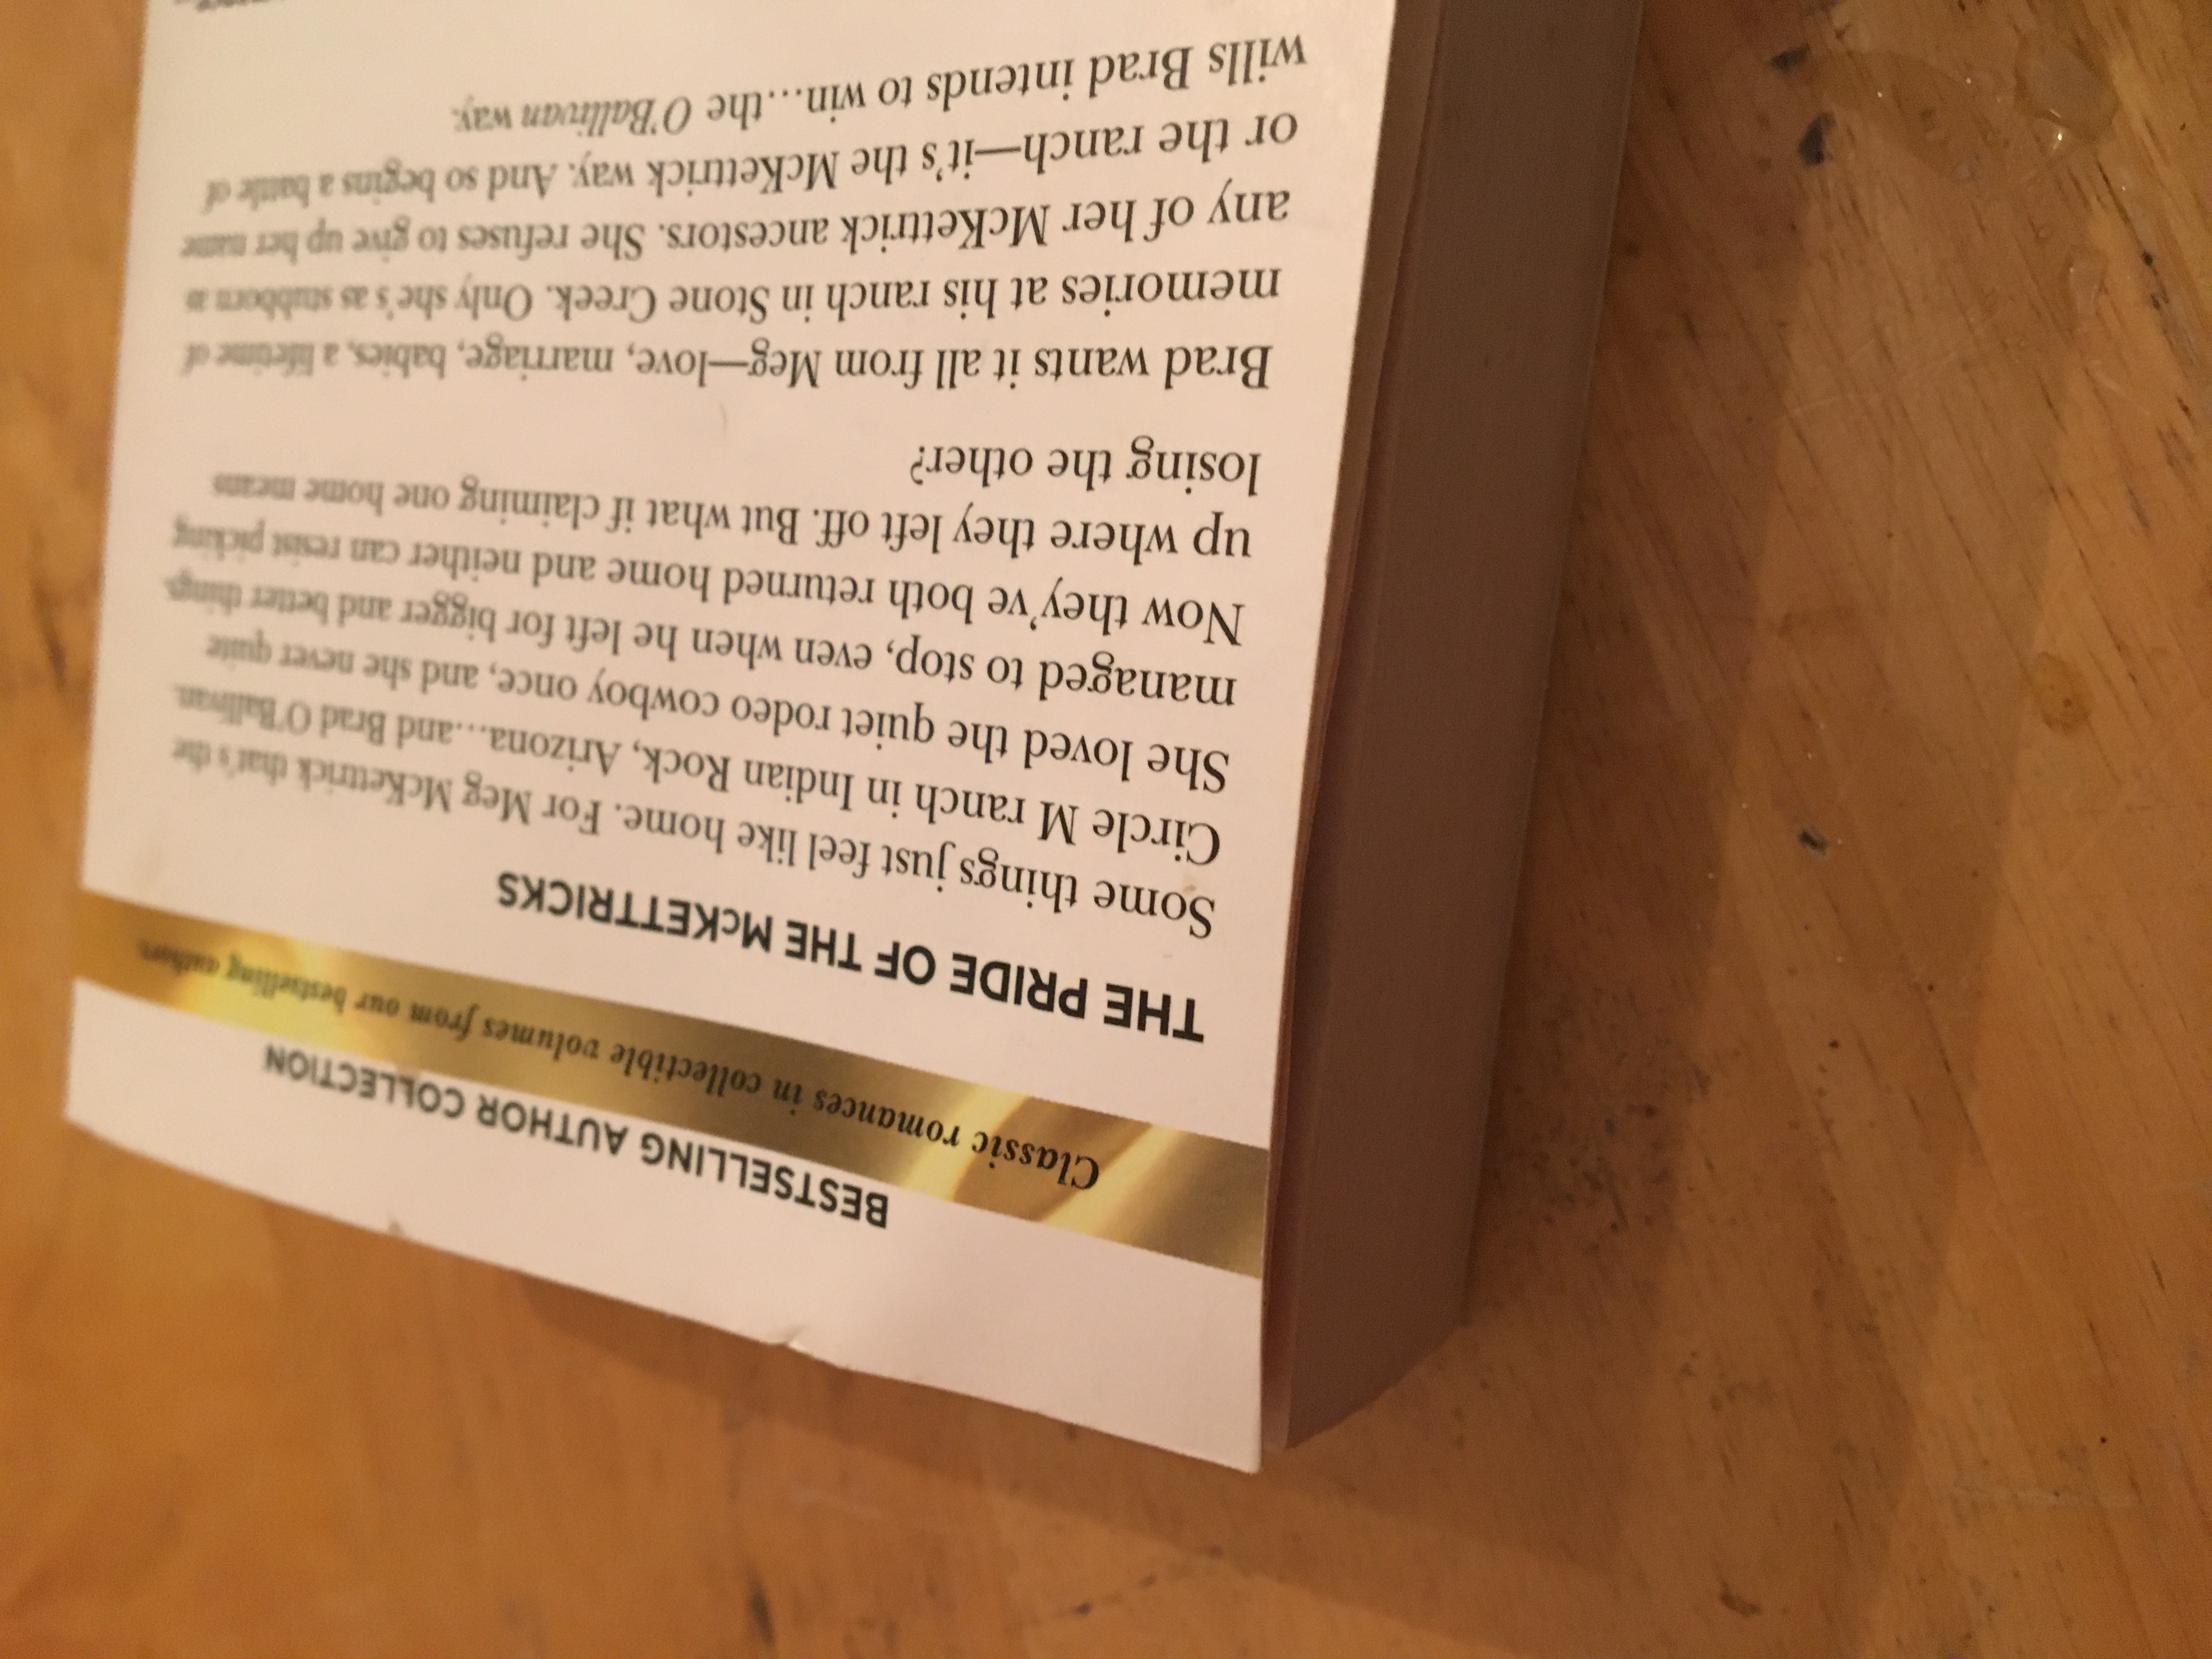 BESTSELLING AUTHOR COLLECTION
Classic romances in collectible volumes from our bestselling authors
THE PRIDE OF THE McKETTRICKS
Some things just feel like home. For Meg McKettrick that's the
Circle M ranch in Indian Rock, Arizona...and Brad O'Ballivan.
She loved the quiet rodeo cowboy once, and she never quite
managed to stop, even when he left for bigger and better things.
Now they've both returned home and neither can resist picking
up where they left off. But what if claiming one home means
losing the other?
Brad wants it all from Meg—love, marriage, babies, a lifetime of
memories at his ranch in Stone Creek. Only she's as stubborn as
any of her McKettrick ancestors. She refuses to give up her name
or the ranch—it's the McKettrick way. And so begins a battle of
wills Brad intends to win...the O'Ballivan way.